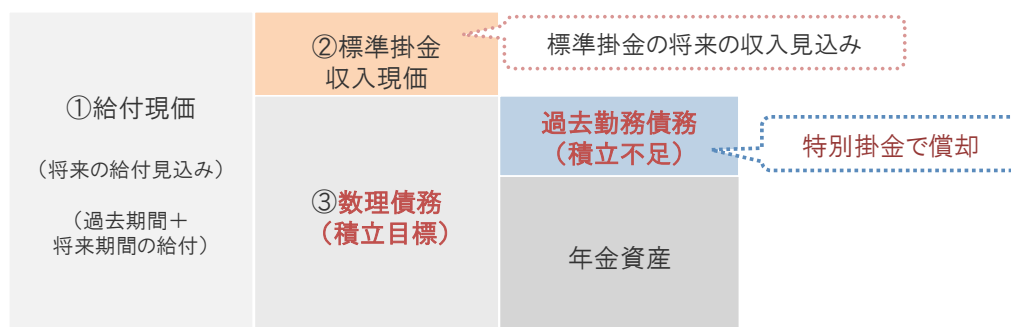 ①給付現価
(将来の給付見込み)
(過去期間+
将来期間の給付)
②標準掛金
収入現価
標準掛金の将来の収入見込み
③数理債務
(積立目標)
過去勤務債務
(積立不足)
特別掛金で償却
年金資産